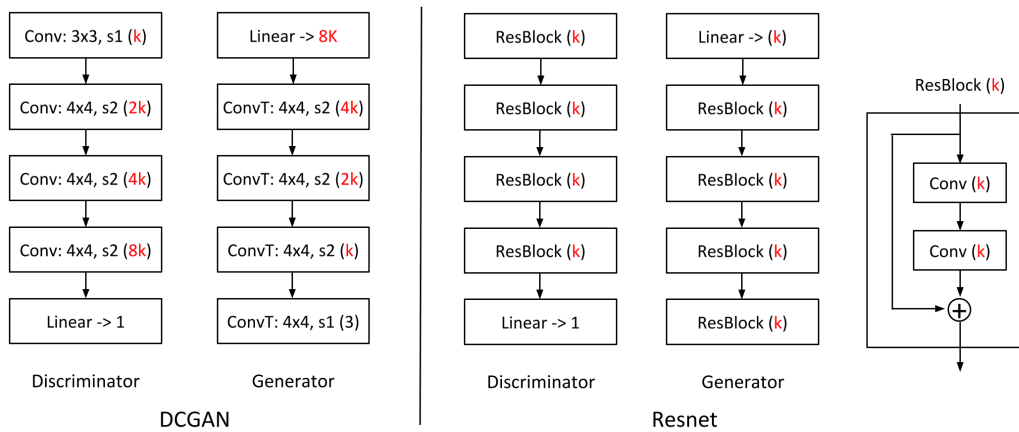 Conv: 3x3, s1 (k)
Conv: 4x4, s2 (2k)
Conv: 4x4, s2 (4k)
Conv: 4x4, s2 (8k)
Linear -> 1
Discriminator
Linear -> 8K
ConvT: 4x4, s2 (4k)
ConvT: 4x4, s2 (2k)
ConvT: 4x4, s2 (k)
ConvT: 4x4, s1 (3)
Generator
DCGAN
ResBlock (k)
ResBlock (k)
ResBlock (k)
ResBlock (k)
Linear -> 1
Discriminator
Linear -> (k)
ResBlock (k)
ResBlock (k)
ResBlock (k)
ResBlock (k)
Generator
Resnet
ResBlock (k)
Conv (k)
Conv (k)
+